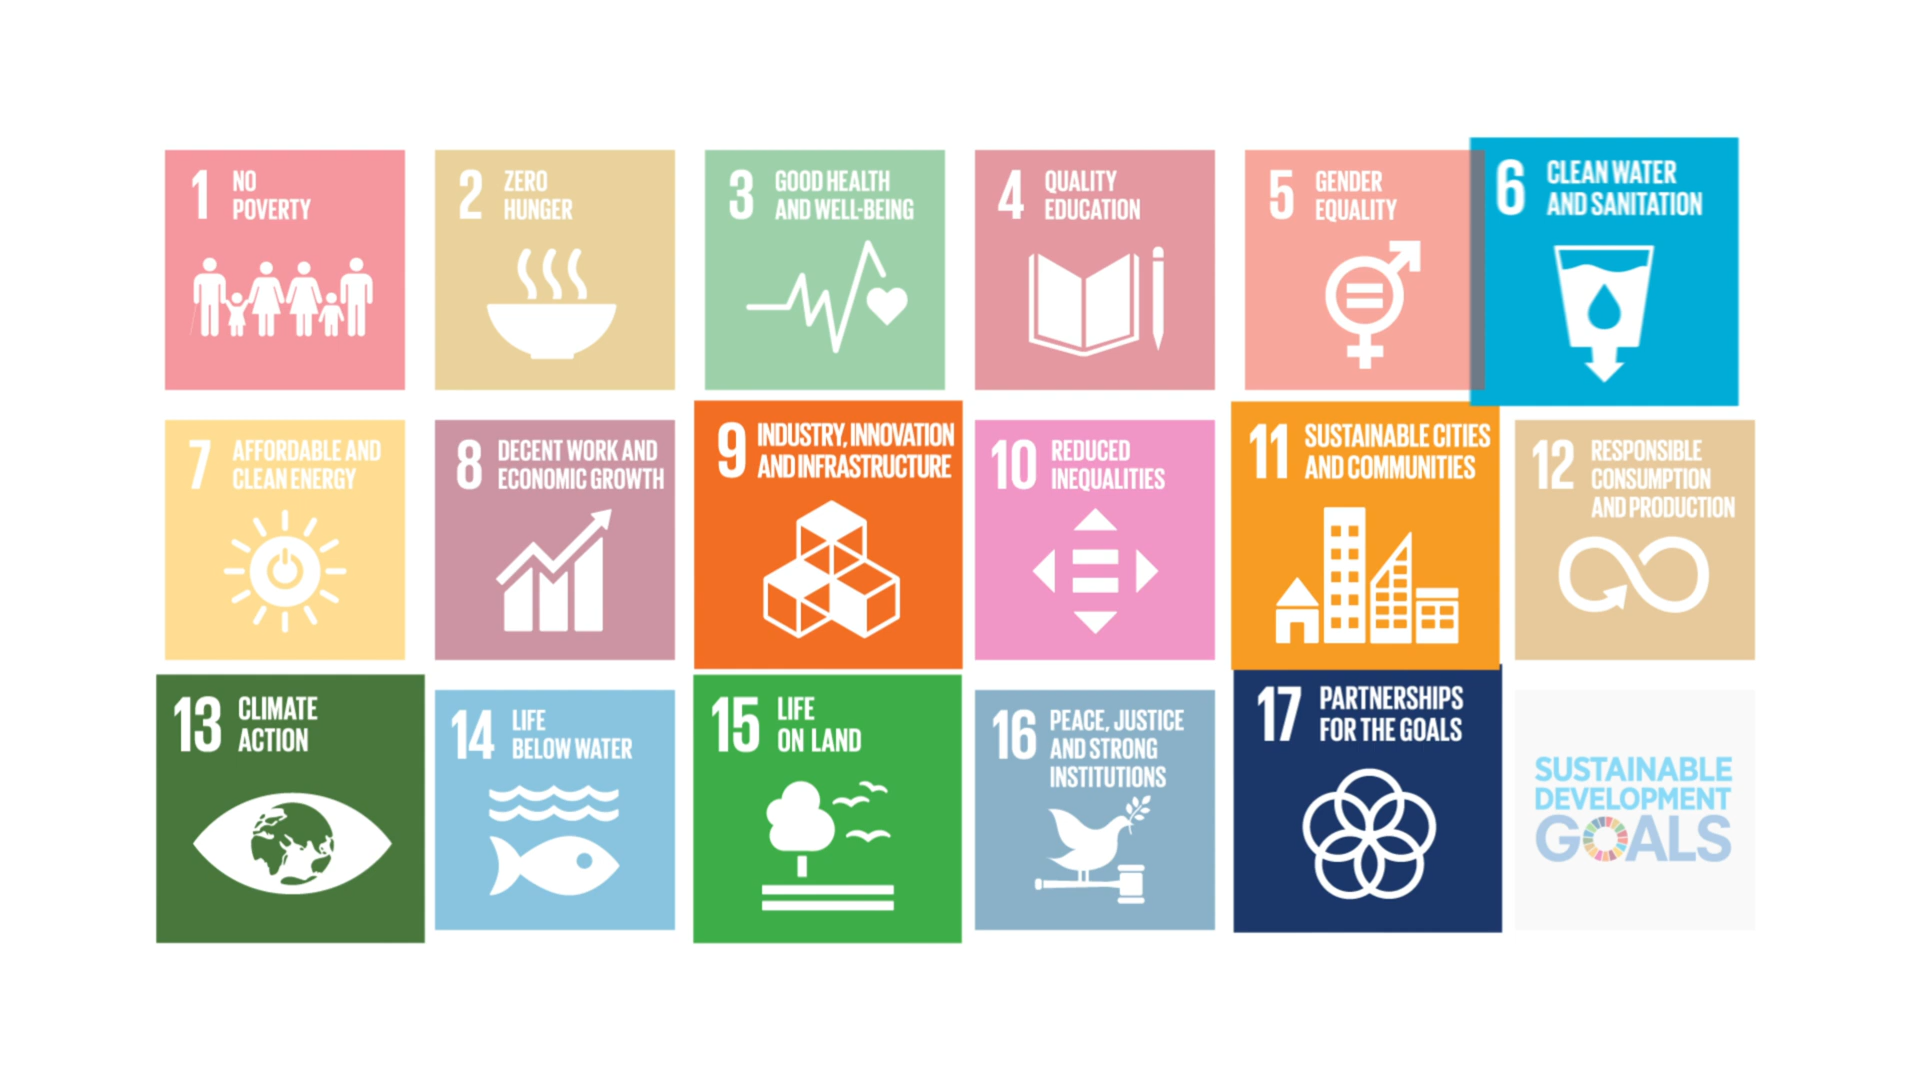 1 NO
POVERTY
2 ZERO
HUNGER
3 GOOD HEALTH
AND WELL-BEING
4 QUALITY
EDUCATION
5 GENDER
EQUALITY
6 CLEAN WATER
AND SANITATION
7 AFFORDABLE AND
CLEAN ENERGY
8 DECENT WORK AND
ECONOMIC GROWTH
9 INDUSTRY, INNOVATION
AND INFRASTRUCTURE
10 REDUCED
INEQUALITIES
11 SUSTAINABLE CITIES
AND COMMUNITIES
12 RESPONSIBLE
CONSUMPTION
AND PRODUCTION
13 CLIMATE
ACTION
14 LIFE
BELOW WATER
15 LIFE
ON LAND
16 PEACE, JUSTICE
AND STRONG
INSTITUTIONS
17 PARTNERSHIPS
FOR THE GOALS
SUSTAINABLE
DEVELOPMENT
GOALS